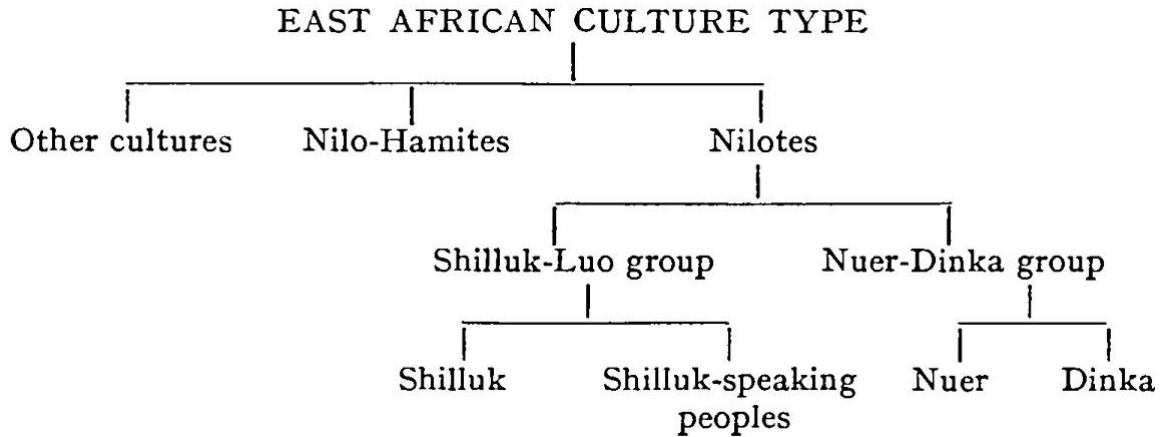 EAST AFRICAN CULTURE TYPE
Other cultures Nilo-Hamites Nilotes
Shilluk-Luo group Nuer-Dinka group
Shilluk Shilluk-speaking Nuer Dinka
peoples